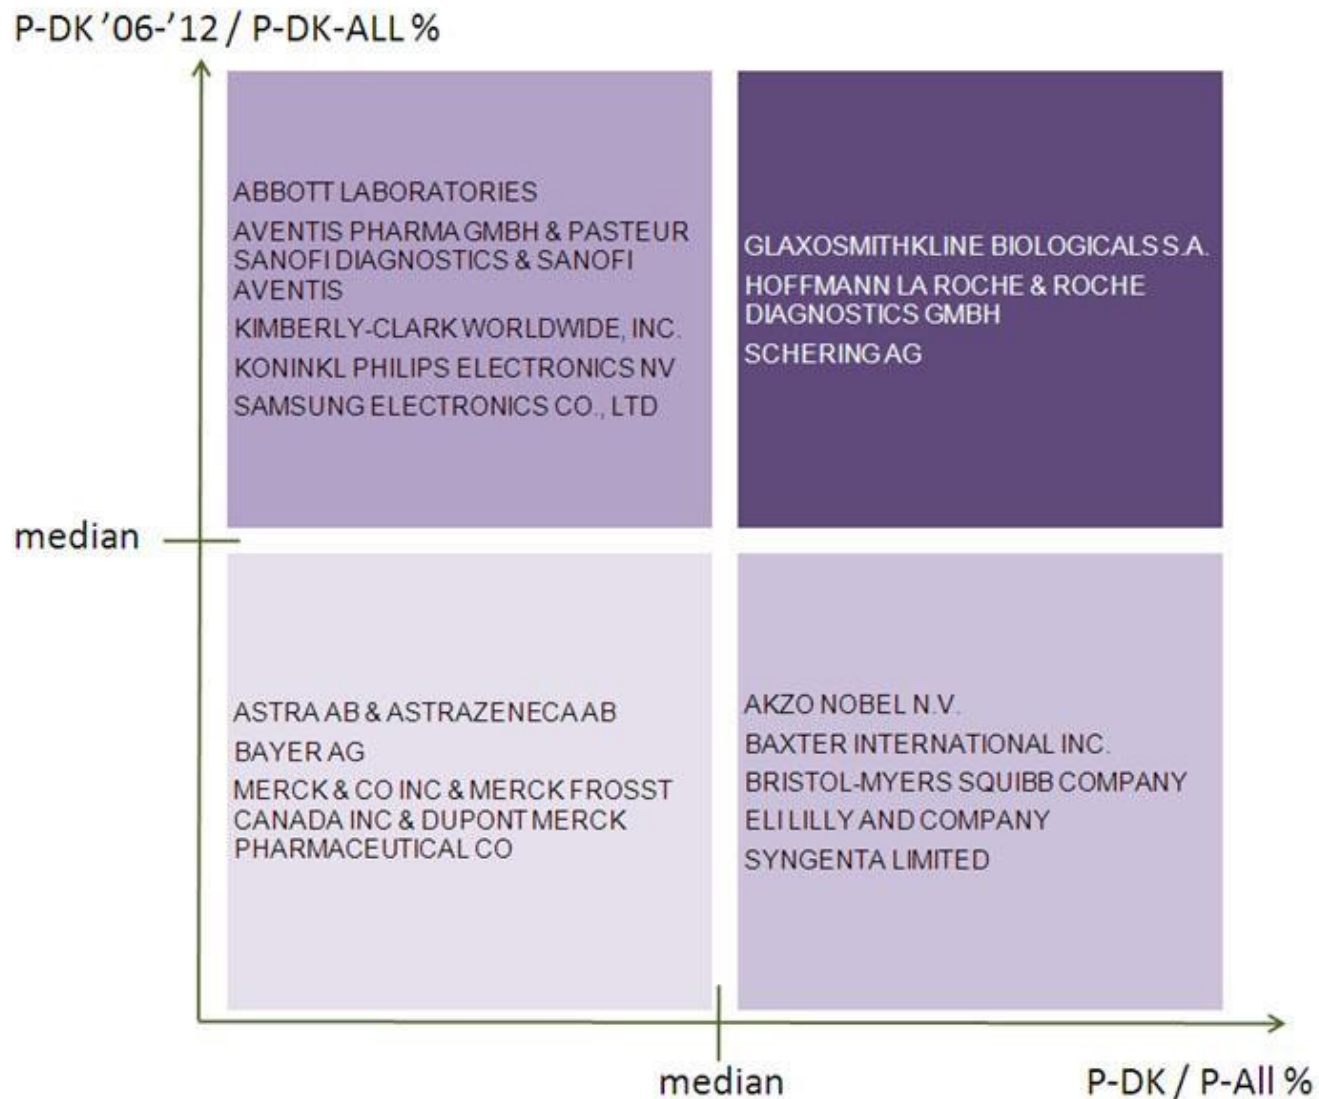 P-DK '06-'12 / P-DK-ALL %
ABBOTT LABORATORIES
AVENTIS PHARMA GMBH & PASTEUR
SANOFI DIAGNOSTICS & SANOFI
AVENTIS
KIMBERLY-CLARK WORLDWIDE, INC.
KONINKL PHILIPS ELECTRONICS NV
SAMSUNG ELECTRONICS CO., LTD
GLAXOSMITHKLINE BIOLOGICALS S.A.
HOFFMANN LA ROCHE & ROCHE
DIAGNOSTICS GMBH
SCHERING AG
median
ASTRA AB & ASTRAZENECA AB
BAYER AG
MERCK & CO INC & MERCK FROSST
CANADA INC & DUPONT MERCK
PHARMACEUTICAL CO
AKZO NOBEL N.V.
BAXTER INTERNATIONAL INC.
BRISTOL-MYERS SQUIBB COMPANY
ELI LILLY AND COMPANY
SYNGENTA LIMITED
median
P-DK / P-All %